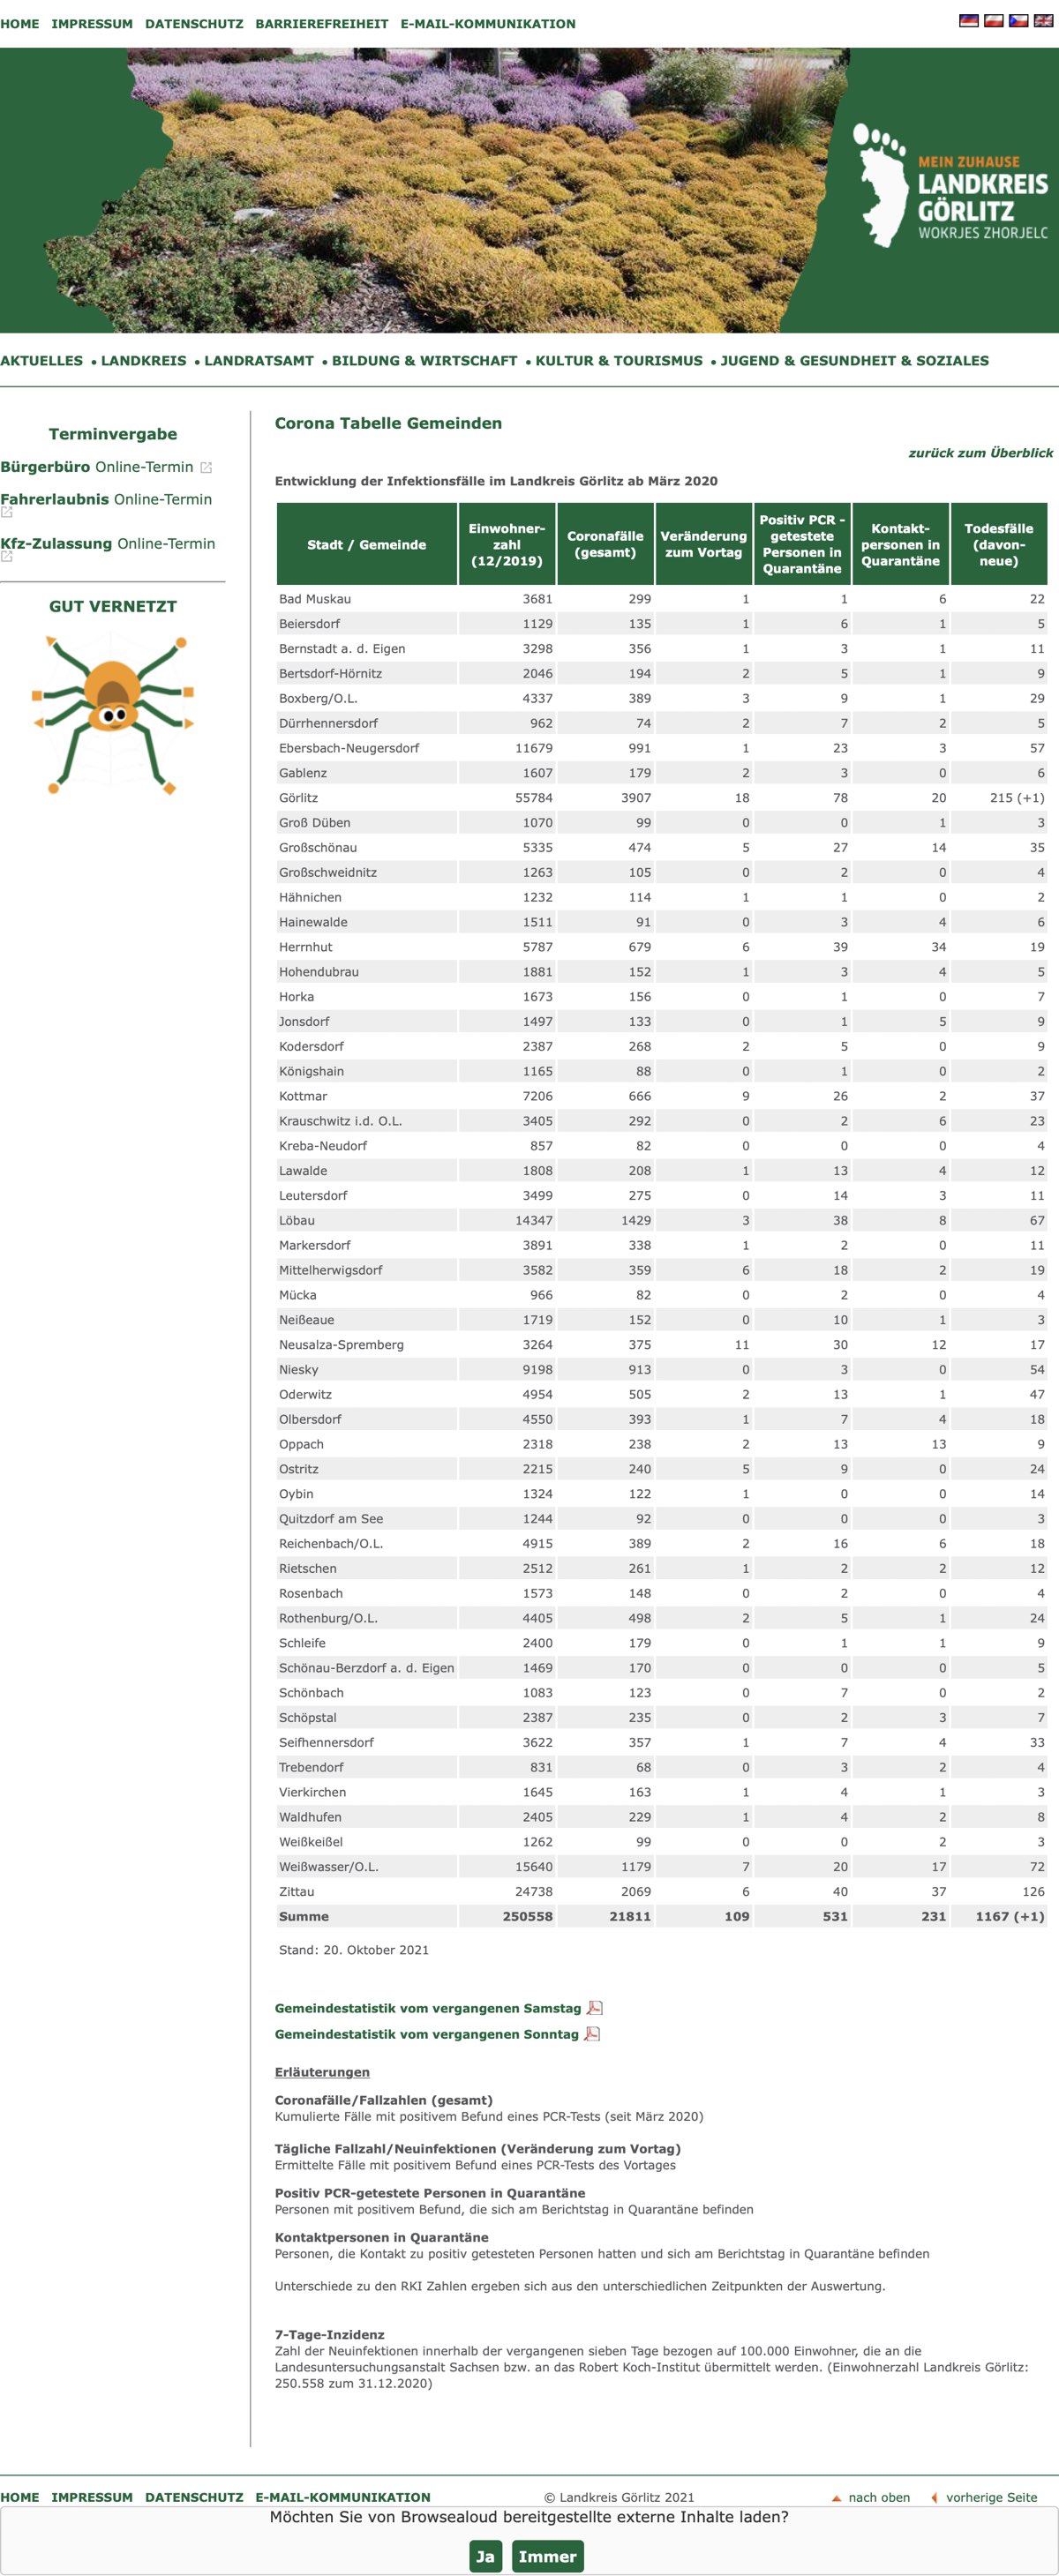 HOME IMPRESSUM DATENSCHUTZ BARRIEREFREIHEIT E-MAIL-KOMMUNIKATION
MEIN ZUHAUSE
LANDKREIS
GÖRLITZ
WOKRJES ZHORJELC
AKTUELLES • LANDKREIS • LANDRATSAMT • BILDUNG & WIRTSCHAFT • KULTUR & TOURISMUS • JUGEND & GESUNDHEIT & SOZIALES
Terminvergabe
Bürgerbüro Online-Termin
Fahrerlaubnis Online-Termin
Kfz-Zulassung Online-Termin
GUT VERNETZT
Corona Tabelle Gemeinden
zurück zum Überblick
Entwicklung der Infektionsfälle im Landkreis Görlitz ab März 2020
Stadt / Gemeinde Einwohner-zahl (12/2019) Coronafälle (gesamt) Veränderung zum Vortag Positiv PCR - getestete Personen in Quarantäne Kontakt-personen in Quarantäne Todesfälle (davon-neue)
Bad Muskau 3681 299 1 1 6 22
Beiersdorf 1129 135 1 6 1 5
Bernstadt a. d. Eigen 3298 356 1 3 1 11
Bertsdorf-Hörnitz 2046 194 2 5 1 9
Boxberg/O.L. 4337 389 3 9 1 29
Dürrhennersdorf 962 74 2 7 2 5
Ebersbach-Neugersdorf 11679 991 1 23 3 57
Gablenz 1607 179 2 3 0 6
Görlitz 55784 3907 18 78 20 215 (+1)
Groß Düben 1070 99 0 0 1 3
Großschönau 5335 474 5 27 14 35
Großschweidnitz 1263 105 0 2 0 4
Hähnichen 1232 114 1 1 0 2
Hainewalde 1511 91 0 3 4 6
Herrnhut 5787 679 6 39 34 19
Hohendubrau 1881 152 1 3 4 5
Horka 1673 156 0 1 0 7
Jonsdorf 1497 133 0 1 5 9
Kodersdorf 2387 268 2 5 0 9
Königshain 1165 88 0 1 0 2
Kottmar 7206 666 9 26 2 37
Krauschwitz i.d. O.L. 3405 292 0 2 6 23
Kreba-Neudorf 857 82 0 0 0 4
Lawalde 1808 208 1 13 4 12
Leutersdorf 3499 275 0 14 3 11
Löbau 14347 1429 3 38 8 67
Markersdorf 3891 338 1 2 0 11
Mittelherwigsdorf 3582 359 6 18 2 19
Mücka 966 82 0 2 0 4
Neißeaue 1719 152 0 10 1 3
Neusalza-Spremberg 3264 375 11 30 12 17
Niesky 9198 913 0 3 0 54
Oderwitz 4954 505 2 13 1 47
Olbersdorf 4550 393 1 7 4 18
Oppach 2318 238 2 13 13 9
Ostritz 2215 240 5 9 0 24
Oybin 1324 122 1 0 0 14
Quitzdorf am See 1244 92 0 0 0 3
Reichenbach/O.L. 4915 389 2 16 6 18
Rietschen 2512 261 1 2 2 12
Rosenbach 1573 148 0 2 0 4
Rothenburg/O.L. 4405 498 2 5 1 24
Schleife 2400 179 0 1 1 9
Schönau-Berzdorf a. d. Eigen 1469 170 0 0 0 5
Schönbach 1083 123 0 7 0 2
Schöpstal 2387 235 0 2 3 7
Seifhennersdorf 3622 357 1 7 4 33
Trebendorf 831 68 0 3 2 4
Vierkirchen 1645 163 1 4 1 3
Waldhufen 2405 229 1 4 2 8
Weißkeißel 1262 99 0 0 2 3
Weißwasser/O.L. 15640 1179 7 20 17 72
Zittau 24738 2069 6 40 37 126
Summe 250558 21811 109 531 231 1167 (+1)
Stand: 20. Oktober 2021
Gemeindestatistik vom vergangenen Samstag
Gemeindestatistik vom vergangenen Sonntag
Erläuterungen
Coronafälle/Fallzahlen (gesamt)
Kumulierte Fälle mit positivem Befund eines PCR-Tests (seit März 2020)
Tägliche Fallzahl/Neuinfektionen (Veränderung zum Vortag)
Ermittelte Fälle mit positivem Befund eines PCR-Tests des Vortages
Positiv PCR-getestete Personen in Quarantäne
Personen mit positivem Befund, die sich am Berichtstag in Quarantäne befinden
Kontaktpersonen in Quarantäne
Personen, die Kontakt zu positiv getesteten Personen hatten und sich am Berichtstag in Quarantäne befinden
Unterschiede zu den RKI Zahlen ergeben sich aus den unterschiedlichen Zeitpunkten der Auswertung.
7-Tage-Inzidenz
Zahl der Neuinfektionen innerhalb der vergangenen sieben Tage bezogen auf 100.000 Einwohner, die an die
Landesuntersuchungsanstalt Sachsen bzw. an das Robert Koch-Institut übermittelt werden. (Einwohnerzahl Landkreis Görlitz:
250.558 zum 31.12.2020)
HOME IMPRESSUM DATENSCHUTZ E-MAIL-KOMMUNIKATION © Landkreis Görlitz 2021 nach oben vorherige Seite
Möchten Sie von Browsealoud bereitgestellte externe Inhalte laden?
Ja Immer